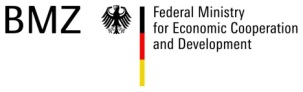 BMZ
Federal Ministry
for Economic Cooperation
and Development